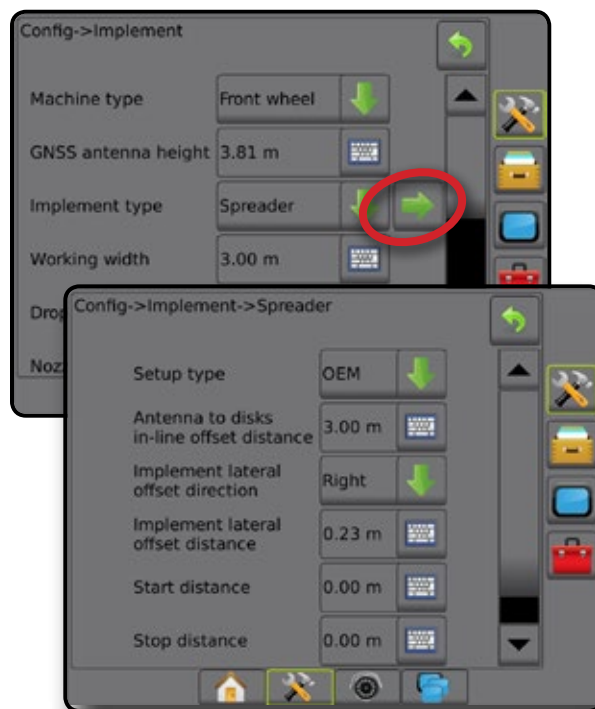 Config->Implement
Machine type Front wheel
GNSS antenna height 3.81 m
Implement type Spreader
Working width 3.00 m
Config->Implement->Spreader
Setup type OEM
Antenna to disks
in-line offset distance 3.00 m
Implement lateral
offset direction Right
Implement lateral
offset distance 0.23 m
Start distance 0.00 m
Stop distance 0.00 m